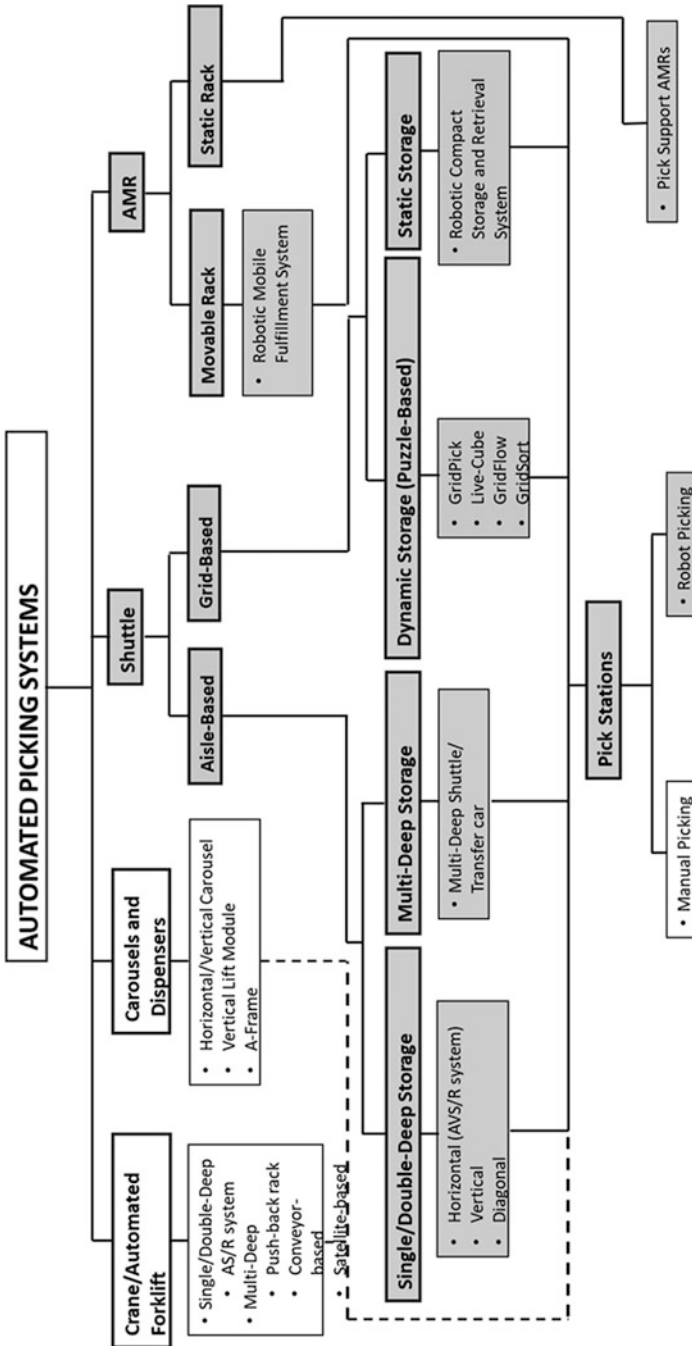 AUTOMATED PICKING SYSTEMS
Crane/Automated
Forklift
• Single/Double-Deep
• AS/R system
• Multi-Deep
• Push-back rack
• Conveyor-
based
• Satellite-based
Carousels and
Dispensers
• Horizontal/Vertical Carousel
• Vertical Lift Module
• A-Frame
Shuttle
Aisle-Based
Grid-Based
AMR
Movable Rack
Static Rack
• Robotic Mobile
Fulfillment System
Single/Double-Deep Storage
• Horizontal (AVS/R system)
• Vertical
• Diagonal
Multi-Deep Storage
• Multi-Deep Shuttle/
Transfer car
Dynamic Storage (Puzzle-Based)
• GridPick
• Live-Cube
• GridFlow
• GridSort
Static Storage
• Robotic Compact
Storage and Retrieval
System
Pick Stations
• Manual Picking
• Robot Picking
• Pick Support AMRs